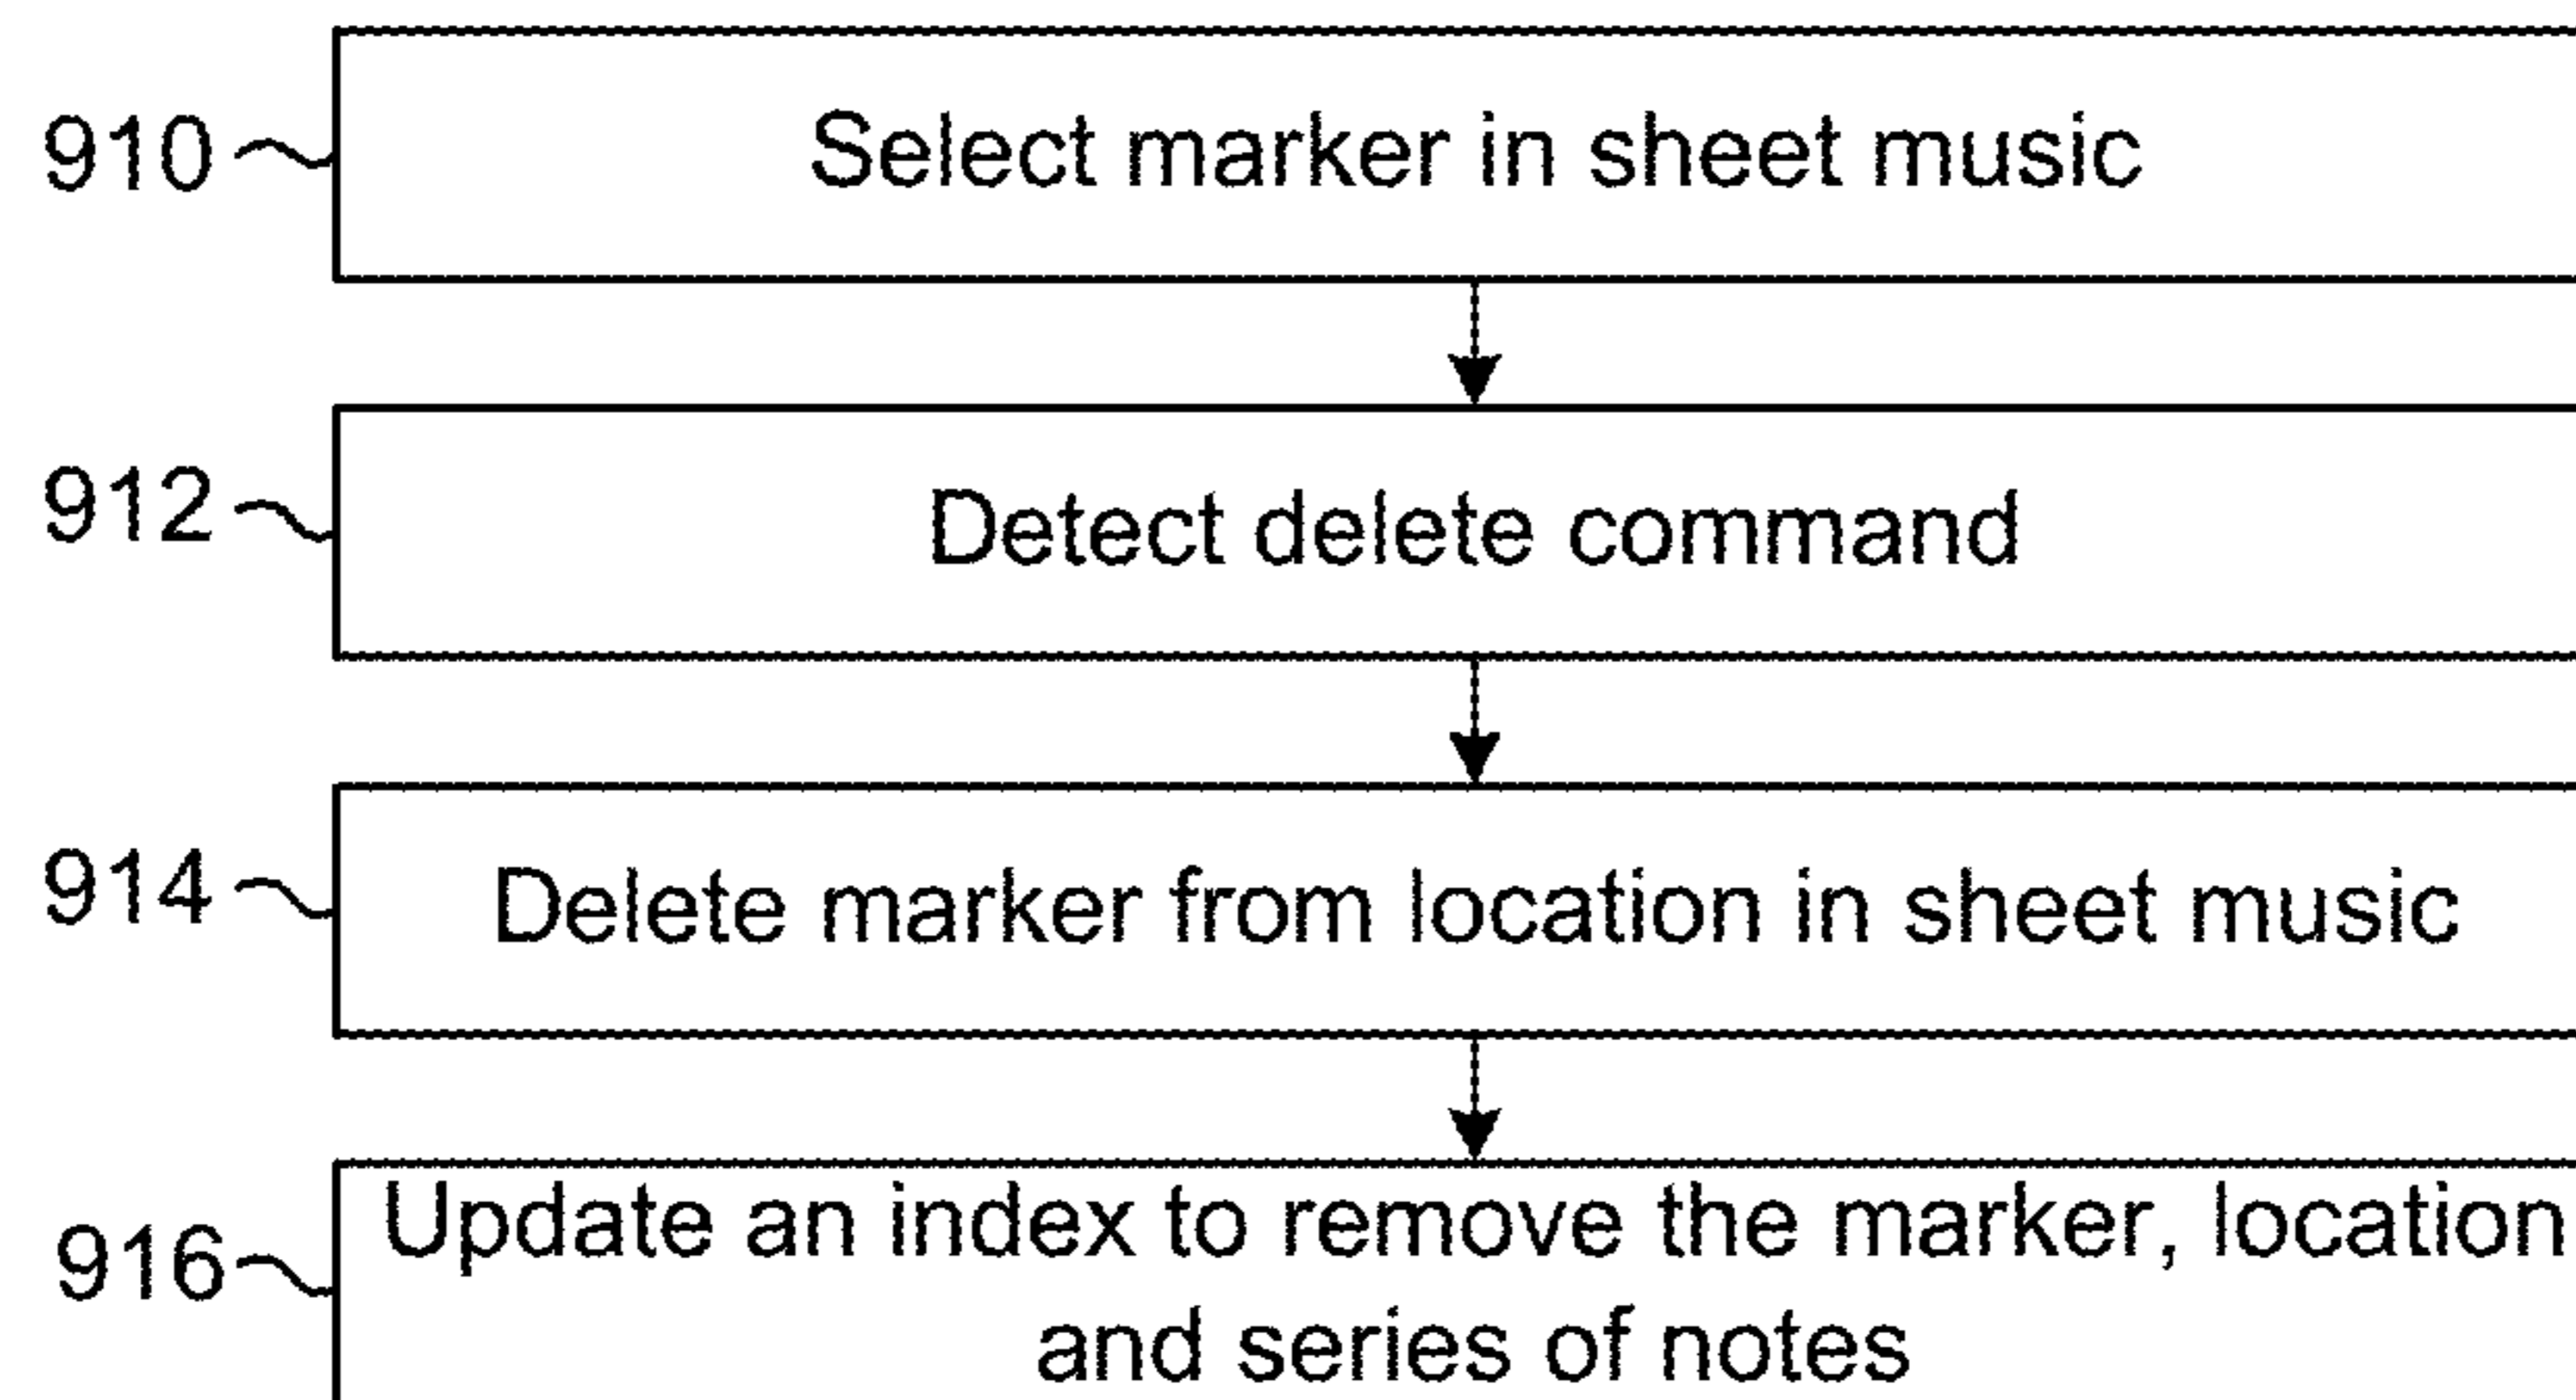 910
Select marker in sheet music
912
Detect delete command
914
Delete marker from location in sheet music
916
Update an index to remove the marker, location
and series of notes